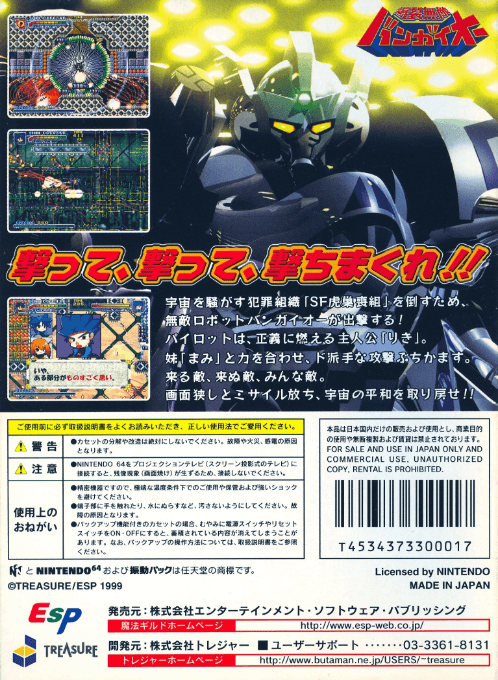 爆裂無敵
バンガイオー
撃って、撃って、撃ちまくれ!!
宇宙を騒がす犯罪組織「SF虎巣喪組」を倒すため、
無敵ロボットバンガイオーが出撃する！
パイロットは、正義に燃える主人公「りき」。
妹「まみ」と力を合わせ、ド派手な攻撃ぶちかます。
来る敵、来ぬ敵、みんな敵。
画面狭しとミサイル放ち、宇宙の平和を取り戻せ!!
いや、
ある部分がものすごく黒い。
ご使用前に必ず取扱説明書をよくお読みいただき、正しい使用法でご愛用ください。
警告
●カセットの分解や改造は絶対にしないでください。故障や火災、感電の原因
となります。
注意
●NINTENDO 64をプロジェクションテレビ(スクリーン投影式のテレビ)に
接続すると、残像現象(画面焼け)が生ずるため、接続しないでください。
使用上の
おねがい
●精密機器ですので、極端な温度条件下でのご使用や保管および強いショック
を避けてください。
●端子部に手を触れたり、水にぬらすなど、汚さないようにしてください。故
障の原因となります。
●バックアップ機能付きのカセットの場合、むやみに電源スイッチやリセット
スイッチをON・OFFにすると、蓄積されている内容が消えてしまうことが
あります。なお、バックアップの操作方法については、取扱説明書をご参照
ください。
本品は日本国内だけの販売および使用とし、商業目的
の使用や無断複製および賃貸は禁止されております。
FOR SALE AND USE IN JAPAN ONLY AND
COMMERCIAL USE, UNAUTHORIZED
COPY, RENTAL IS PROHIBITED.
T4534373300017
とNINTENDO64および振動パックは任天堂の商標です。
©TREASURE/ESP 1999
Licensed by NINTENDO
MADE IN JAPAN
ESP
発売元：株式会社エンターテインメント・ソフトウェア・パブリッシング
魔法ギルドホームページ
http://www.esp-web.co.jp/
TREASURE
開発元：株式会社トレジャー ■ユーザーサポート ・・・・・・・03-3361-8131
トレジャーホームページ
http://www.butaman.ne.jp/USERS/~treasure